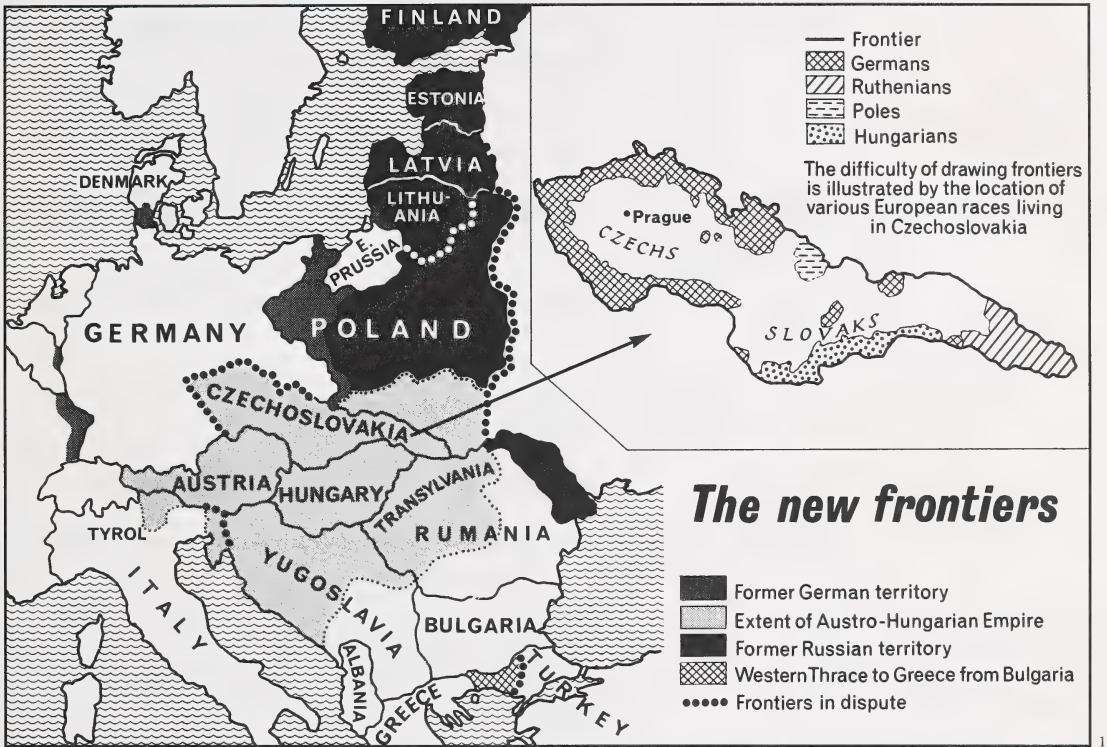 FINLAND
ESTONIA
LATVIA
LITHU-
ANIA
DENMARK
E.
PRUSSIA
GERMANY
POLAND
CZECHOSLOVAKIA
AUSTRIA
HUNGARY
TRANSYLVANIA
RUMANIA
TYROL
ITALY
YUGOSLAVIA
BULGARIA
ALBANIA
GREECE
TURKEY
Frontier
Germans
Ruthenians
Poles
Hungarians
The difficulty of drawing frontiers
is illustrated by the location of
various European races living
in Czechoslovakia
Prague
CZECHS
SLOVAKS
The new frontiers
Former German territory
Extent of Austro-Hungarian Empire
Former Russian territory
Western Thrace to Greece from Bulgaria
Frontiers in dispute
1